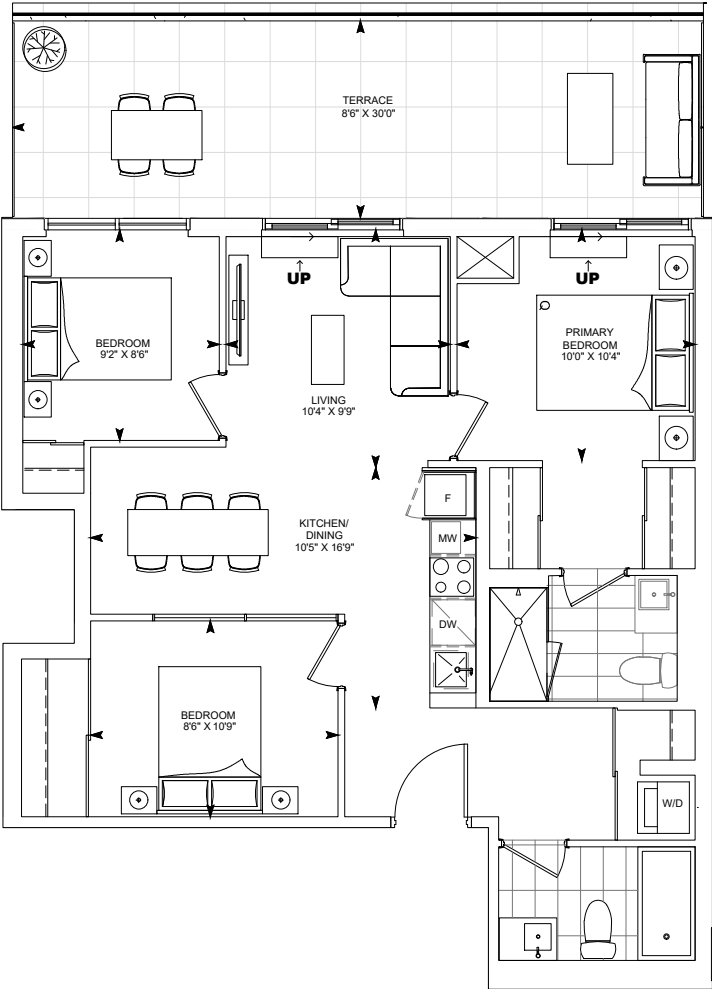 TERRACE
8'6" X 30'0"
UP
UP
BEDROOM
9'2" X 8'6"
PRIMARY
BEDROOM
10'0" X 10'4"
LIVING
10'4" X 9'9"
F
KITCHEN/
DINING
10'5" X 16'9"
MW
DW
BEDROOM
8'6" X 10'9"
W/D